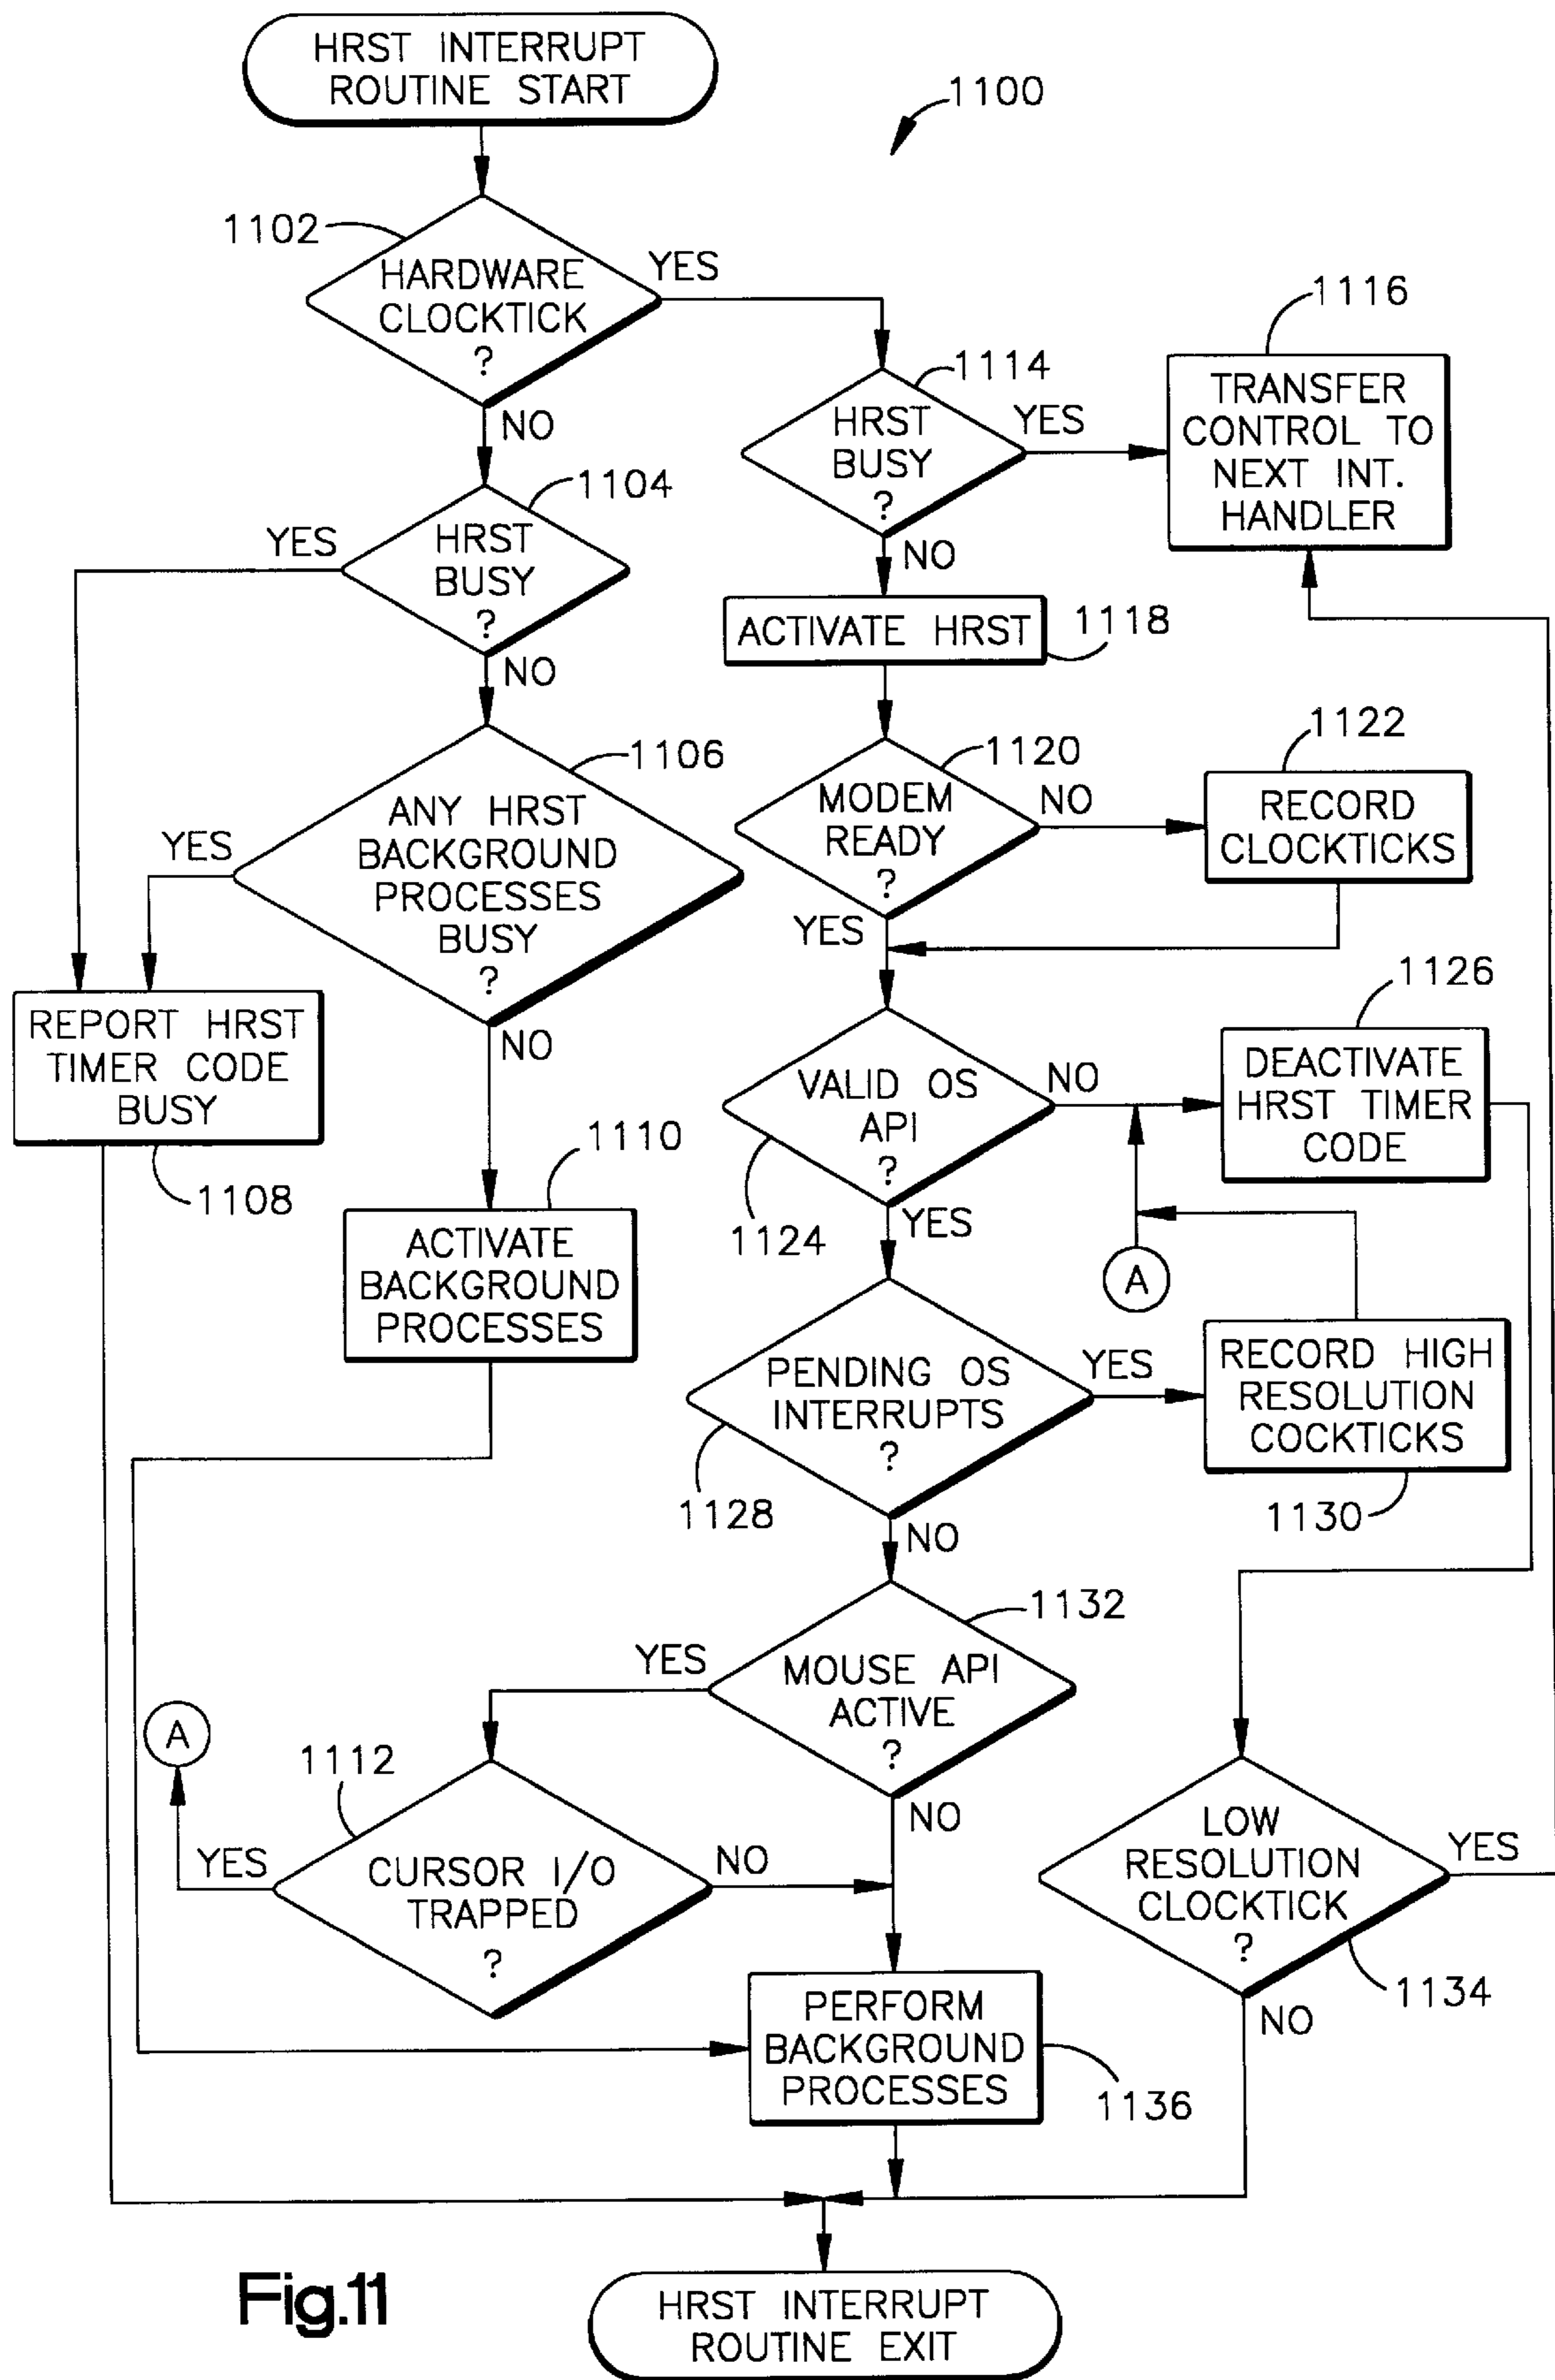 HRST INTERRUPT
ROUTINE START
1100
1102
HARDWARE
CLOCKTICK
?
YES
NO
1114
HRST
BUSY
?
YES
NO
1116
TRANSFER
CONTROL TO
NEXT INT.
HANDLER
1104
HRST
BUSY
?
YES
NO
ACTIVATE HRST
1118
1106
ANY HRST
BACKGROUND
PROCESSES
BUSY
?
YES
NO
1120
MODEM
READY
?
NO
YES
1122
RECORD
CLOCKTICKS
REPORT HRST
TIMER CODE
BUSY
1108
1110
ACTIVATE
BACKGROUND
PROCESSES
VALID OS
API
?
NO
YES
1124
1126
DEACTIVATE
HRST TIMER
CODE
A
PENDING OS
INTERRUPTS
?
YES
NO
1128
RECORD HIGH
RESOLUTION
COCKTICKS
1130
1132
MOUSE API
ACTIVE
?
YES
NO
A
1112
CURSOR I/O
TRAPPED
?
YES
NO
LOW
RESOLUTION
CLOCKTICK
?
YES
NO
1134
PERFORM
BACKGROUND
PROCESSES
1136
HRST INTERRUPT
ROUTINE EXIT
Fig.11